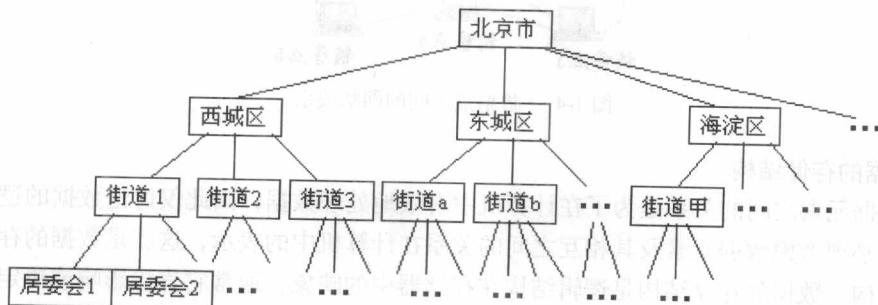 北京市
西城区 东城区 海淀区 ...
街道1 街道2 街道3 街道a 街道b ... 街道甲 ... ...
居委会1 居委会2 ... ... ... ... ...